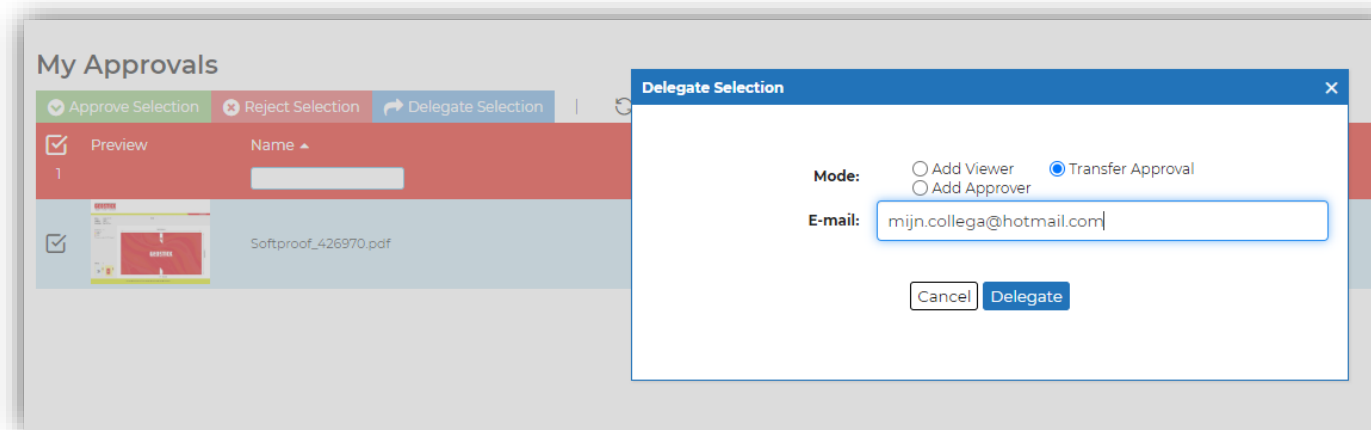 My Approvals
Approve Selection Reject Selection Delegate Selection
Preview Name
1
Softproof_426970.pdf
Delegate Selection
Mode: Add Viewer Transfer Approval
Add Approver
E-mail: mijn.collega@hotmail.com
Cancel Delegate